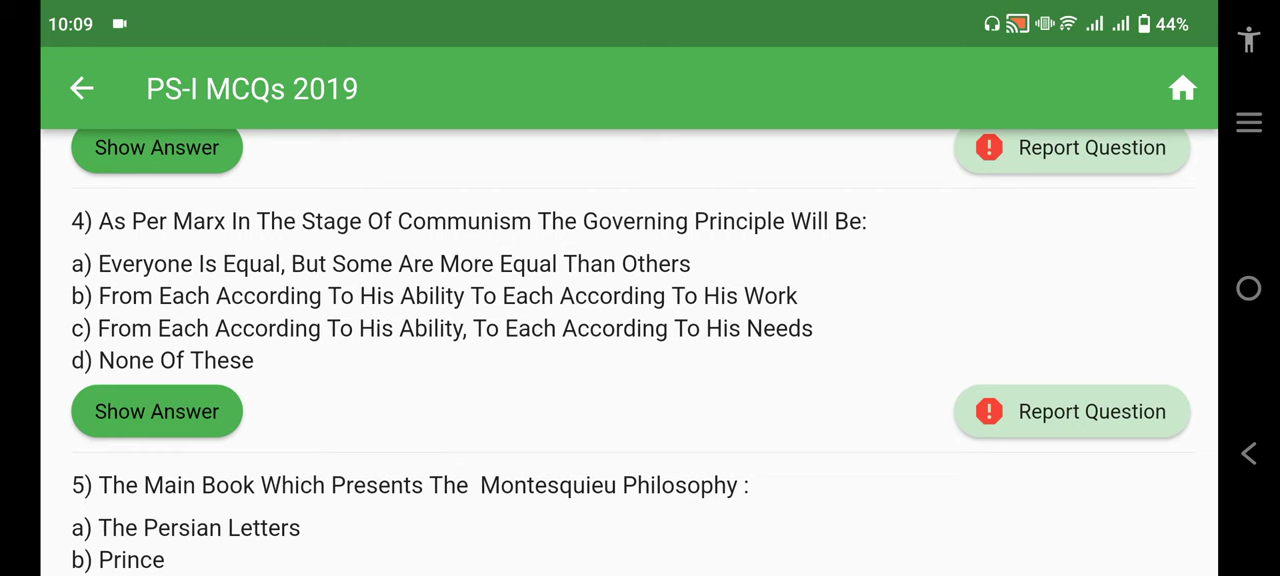 10:09
44%
PS-I MCQs 2019
Show Answer
Report Question
4) As Per Marx In The Stage Of Communism The Governing Principle Will Be:
a) Everyone Is Equal, But Some Are More Equal Than Others
b) From Each According To His Ability To Each According To His Work
c) From Each According To His Ability, To Each According To His Needs
d) None Of These
Show Answer
Report Question
5) The Main Book Which Presents The  Montesquieu Philosophy :
a) The Persian Letters
b) Prince